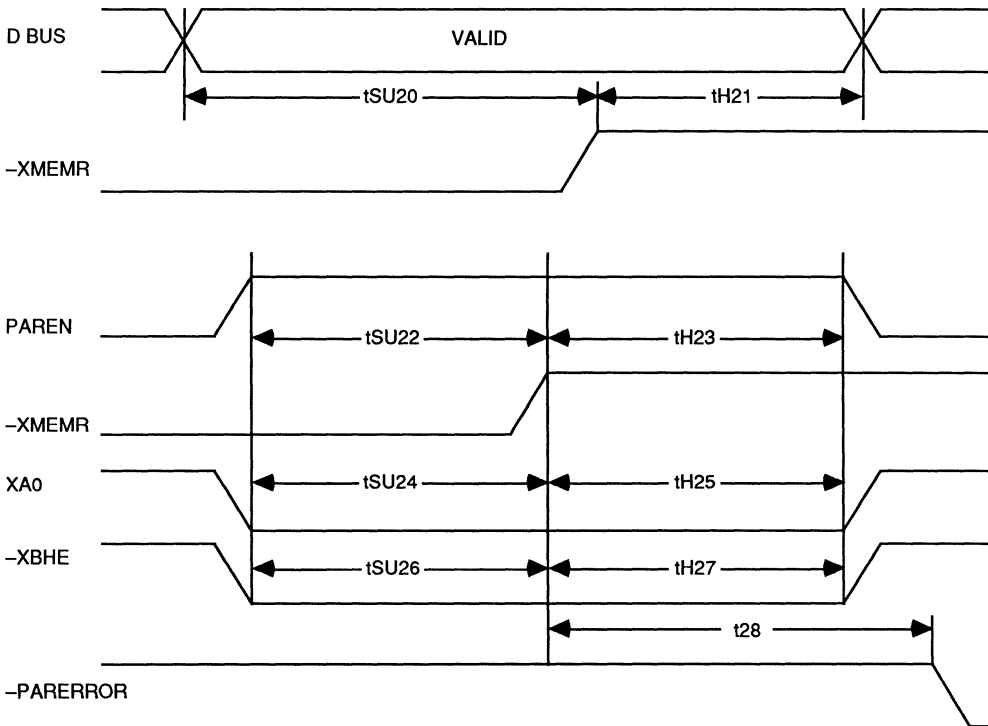 D BUS
VALID
tSU20
tH21
–XMEMR
PAREN
tSU22
tH23
–XMEMR
XA0
tSU24
tH25
–XBHE
tSU26
tH27
t28
–PARERROR